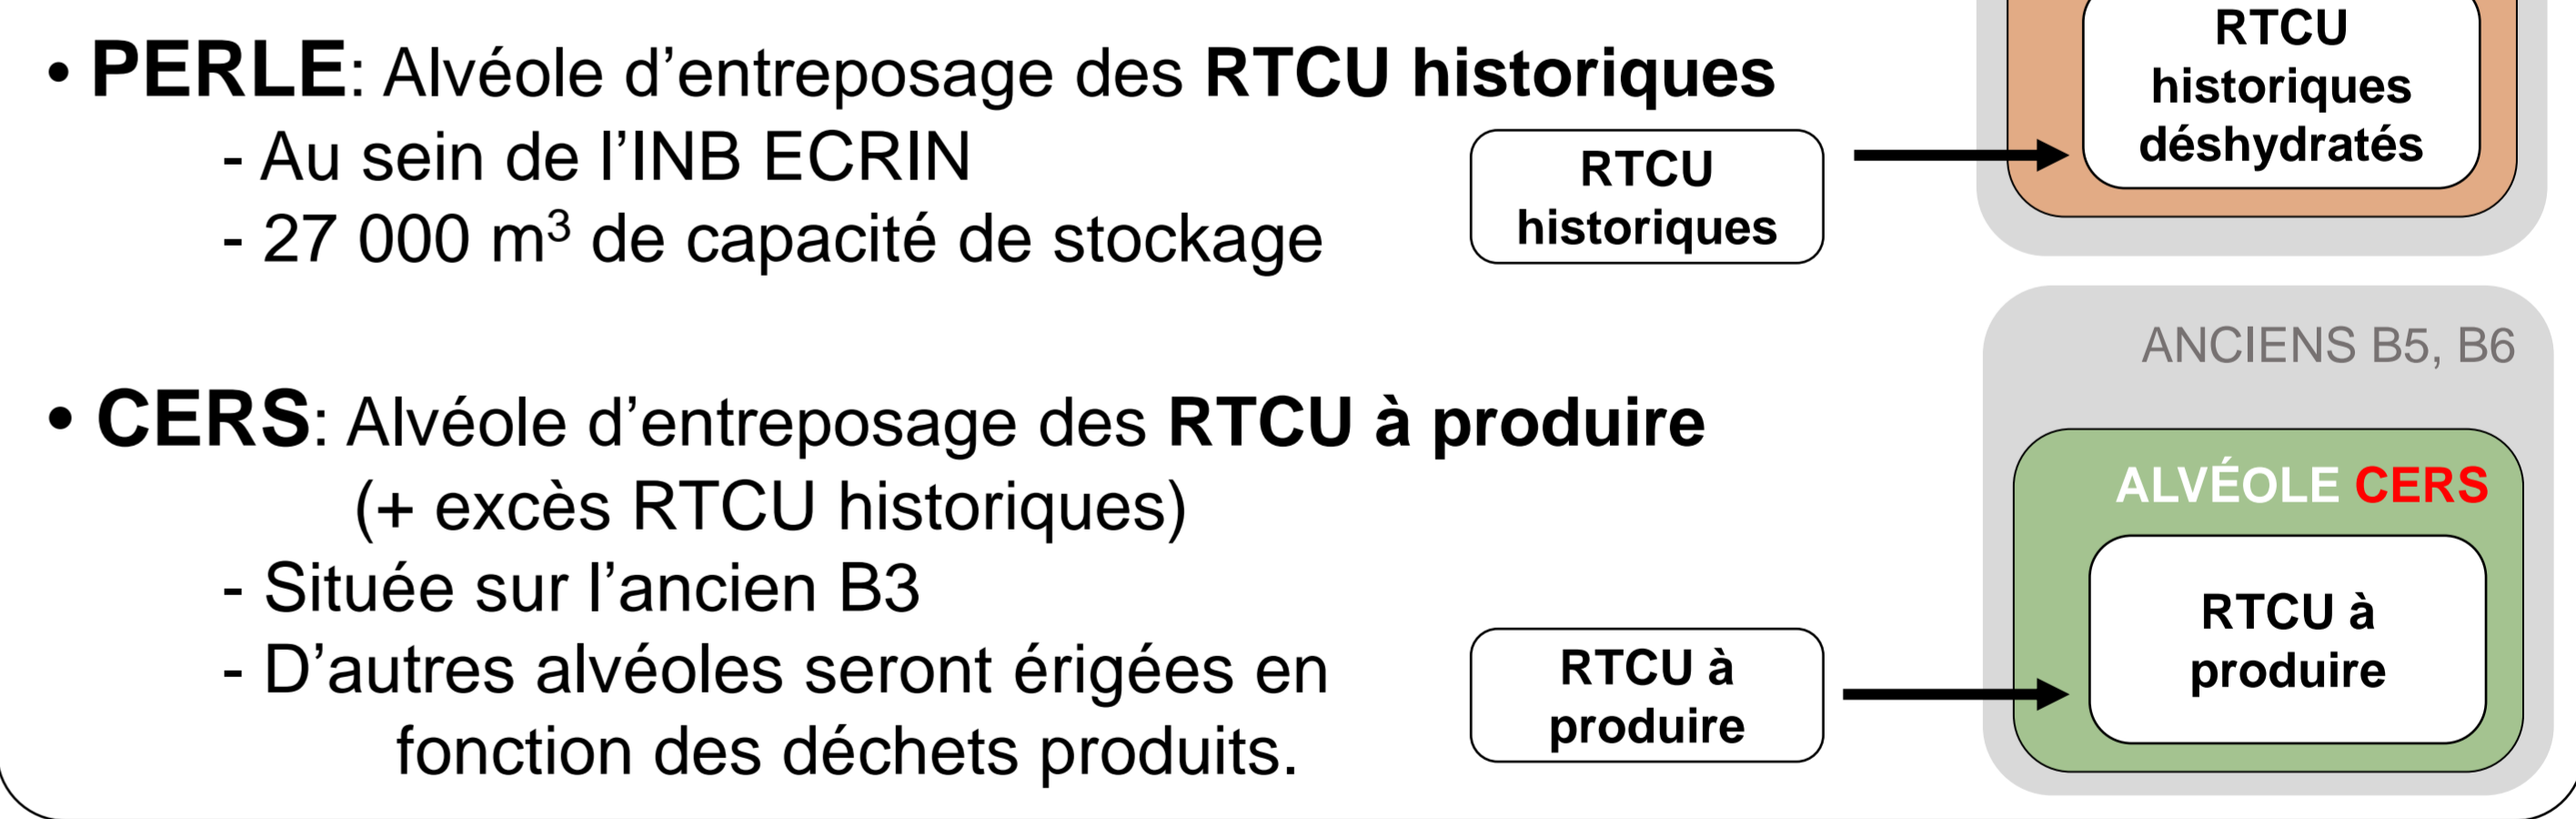 • PERLE: Alvéole d’entreposage des RTCU historiques
- Au sein de l’INB ECRIN
- 27 000 m³ de capacité de stockage
RTCU
historiques
RTCU
historiques
déshydratés
• CERS: Alvéole d’entreposage des RTCU à produire
(+ excès RTCU historiques)
- Située sur l’ancien B3
- D’autres alvéoles seront érigées en
fonction des déchets produits.
RTCU à
produire
ANCIENS B5, B6
ALVÉOLE CERS
RTCU à
produire